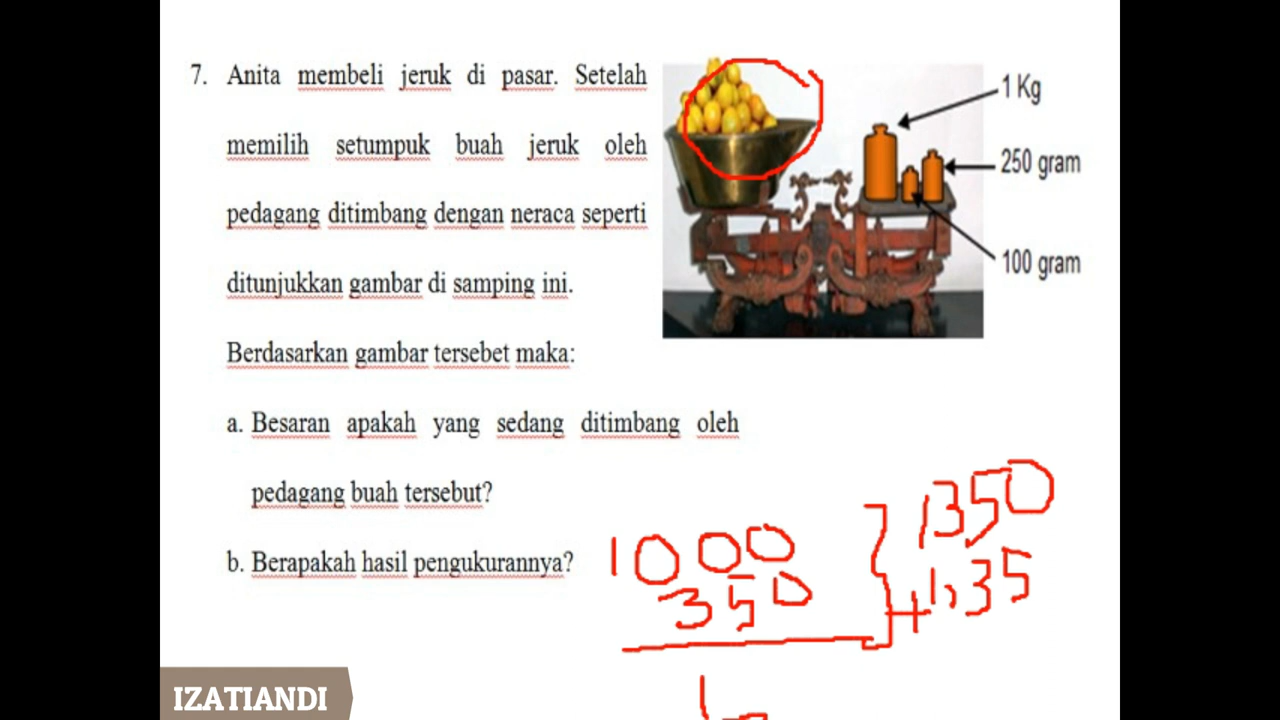 7. Anita membeli jeruk di pasar. Setelah
memilih setumpuk buah jeruk oleh
pedagang ditimbang dengan neraca seperti
ditunjukkan gambar di samping ini.
Berdasarkan gambar tersebet maka:
a. Besaran apakah yang sedang ditimbang oleh
pedagang buah tersebut?
b. Berapakah hasil pengukurannya?
1 Kg
250 gram
100 gram
1000
350
+
1350
1,35
IZATIANDI